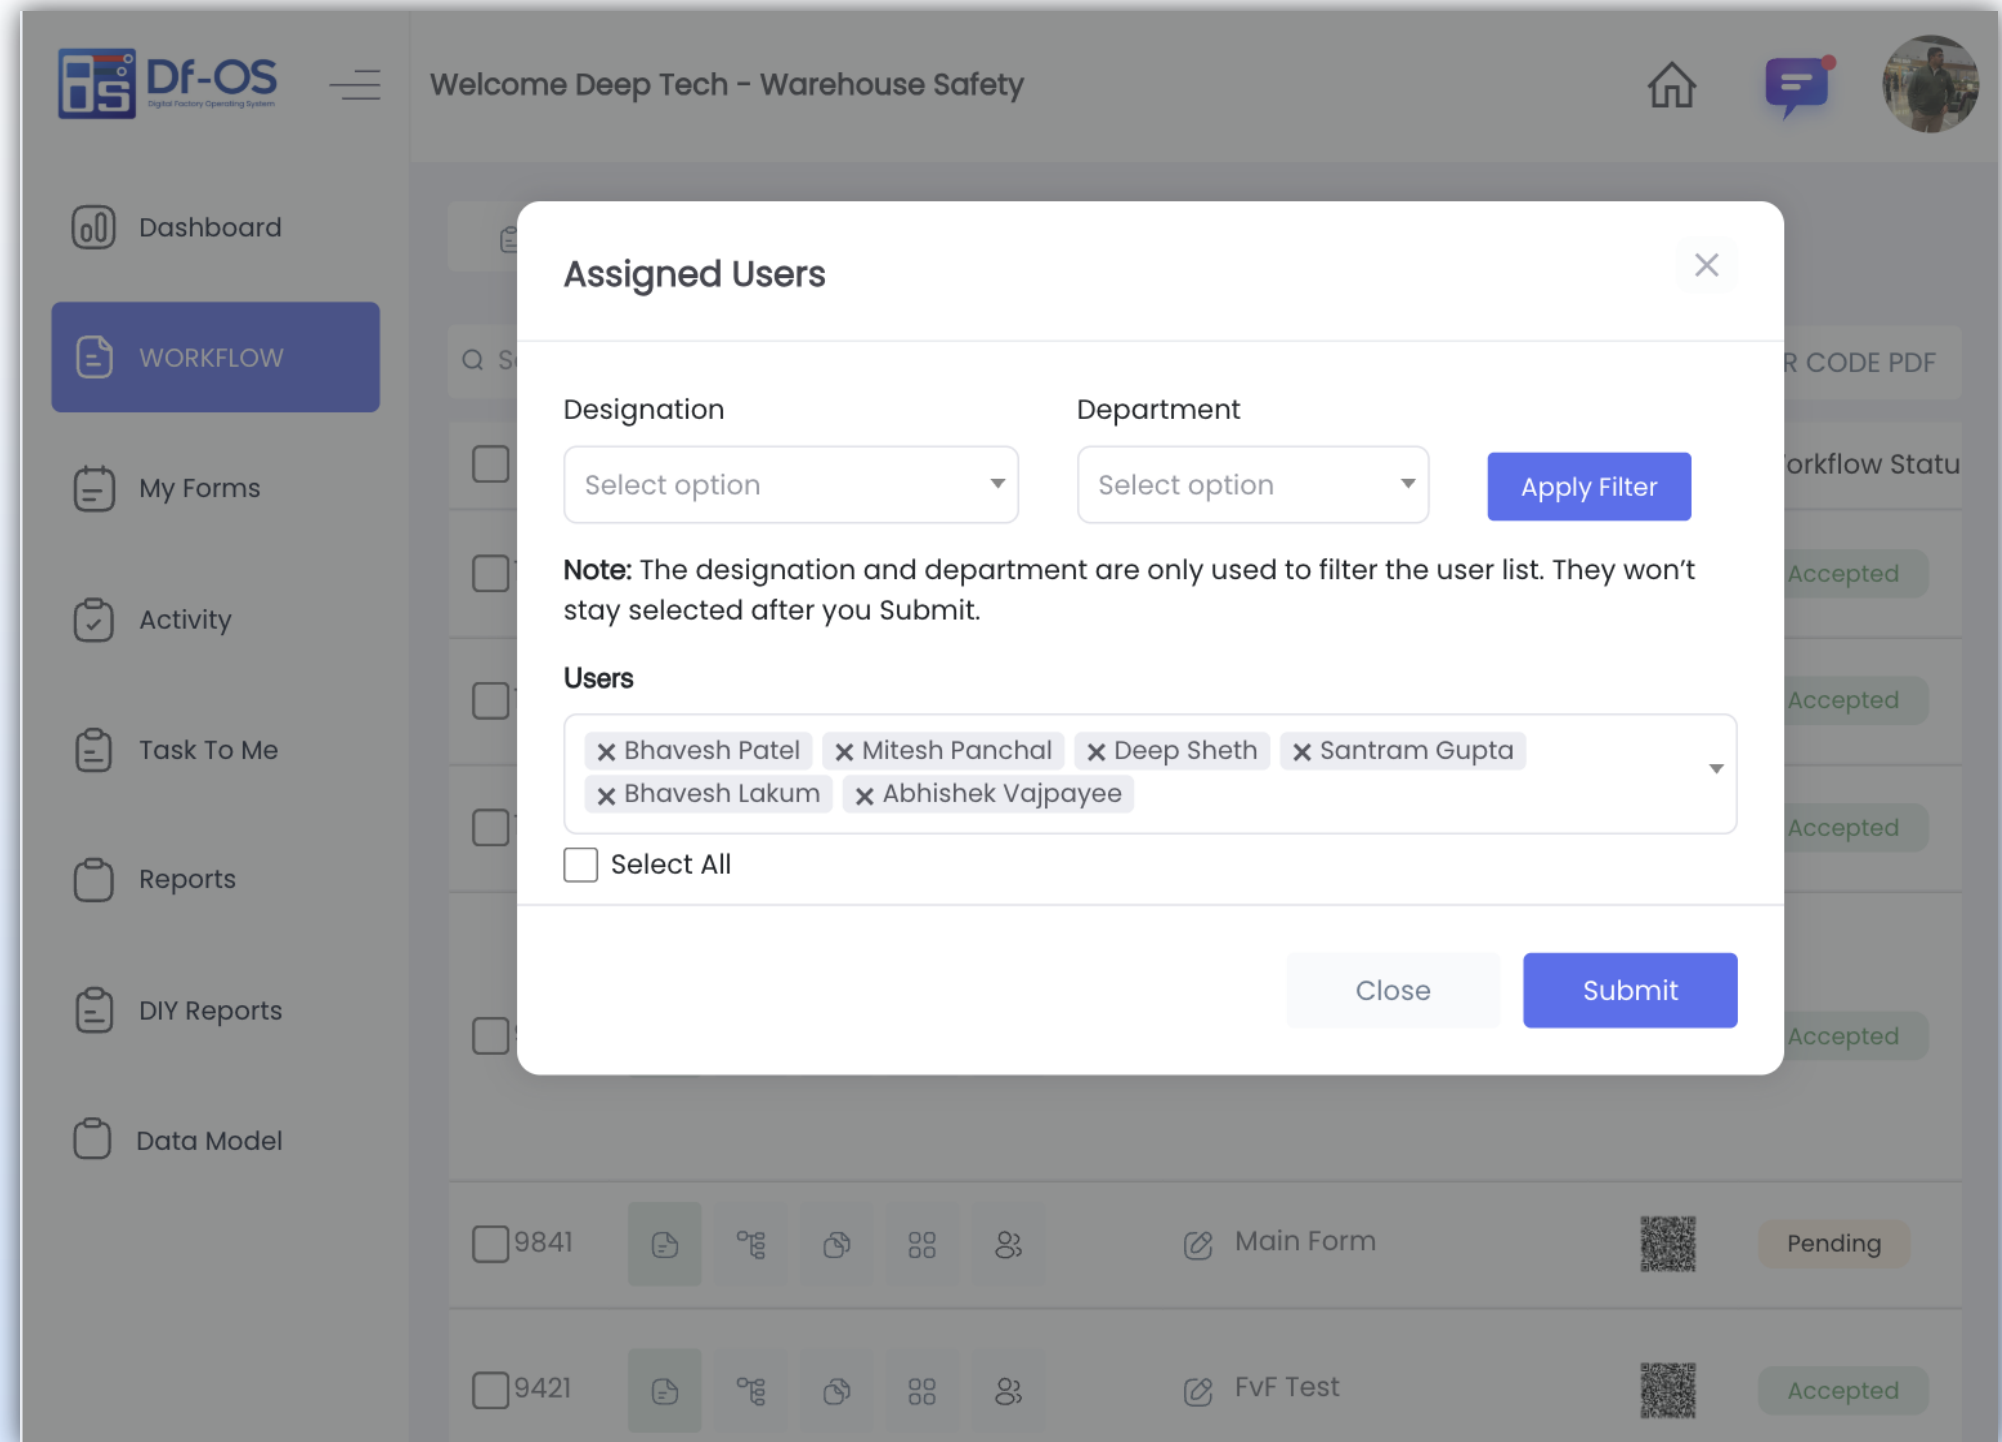 Df-OS
Digital Factory Operating System
Welcome Deep Tech - Warehouse Safety
Dashboard
WORKFLOW
My Forms
Activity
Task To Me
Reports
DIY Reports
Data Model
R CODE PDF
orkflow Statu
Accepted
Accepted
Accepted
Accepted
Assigned Users
Designation
Department
Select option
Select option
Apply Filter
Note: The designation and department are only used to filter the user list. They won't
stay selected after you Submit.
Users
Bhavesh Patel
Mitesh Panchal
Deep Sheth
Santram Gupta
Bhavesh Lakum
Abhishek Vajpayee
Select All
Close
Submit
9841
Main Form
Pending
9421
FvF Test
Accepted